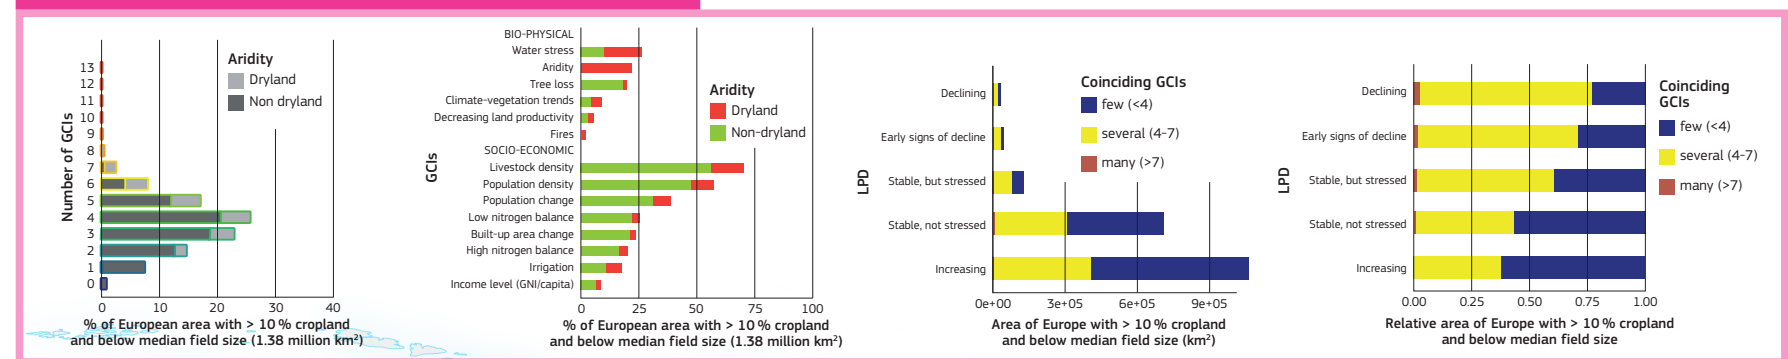 Number of GCIs
13
12
11
10
9
8
7
6
5
4
3
2
1
0
0 10 20 30 40
% of European area with > 10 % cropland
and below median field size (1.38 million km²)
Aridity
Dryland
Non dryland
GCIs
BIO-PHYSICAL
Water stress
Aridity
Tree loss
Climate-vegetation trends
Decreasing land productivity
Fires
SOCIO-ECONOMIC
Livestock density
Population density
Population change
Low nitrogen balance
Built-up area change
High nitrogen balance
Irrigation
Income level (GNI/capita)
0 25 50 75 100
% of European area with > 10 % cropland
and below median field size (1.38 million km²)
Aridity
Dryland
Non-dryland
LPD
Declining
Early signs of decline
Stable, but stressed
Stable, not stressed
Increasing
0e+00 3e+05 6e+05 9e+05
Area of Europe with > 10 % cropland
and below median field size (km²)
Coinciding GCIs
few (<4)
several (4-7)
many (>7)
LPD
Declining
Early signs of decline
Stable, but stressed
Stable, not stressed
Increasing
0.00 0.25 0.50 0.75 1.00
Relative area of Europe with > 10 % cropland
and below median field size
Coinciding
GCIs
few (<4)
several (4-7)
many (>7)